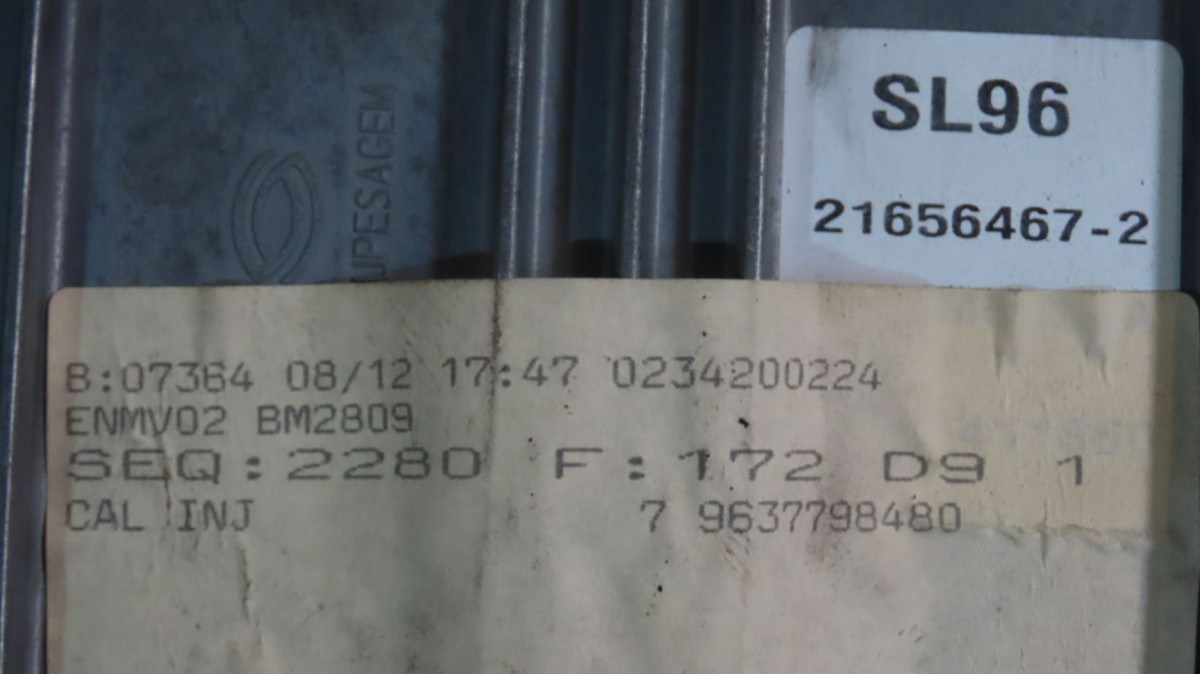 SL96
21656467-2
B:07364 08/12 17:47 0234200224
ENMV02 BM2809
SEQ:2280 F:172 D9 1
CAL INJ 7 9637798480